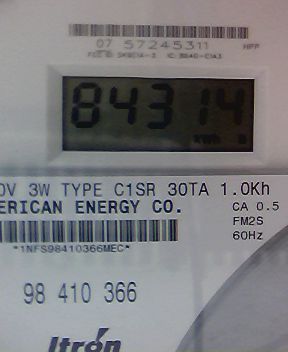 07 57245311
HFP
84314
kWh
0V 3W TYPE C1SR 30TA 1.0Kh
ERICAN ENERGY CO.
CA 0.5
FM2S
60Hz
*1NFS98410366MEC*
98 410 366
Itron